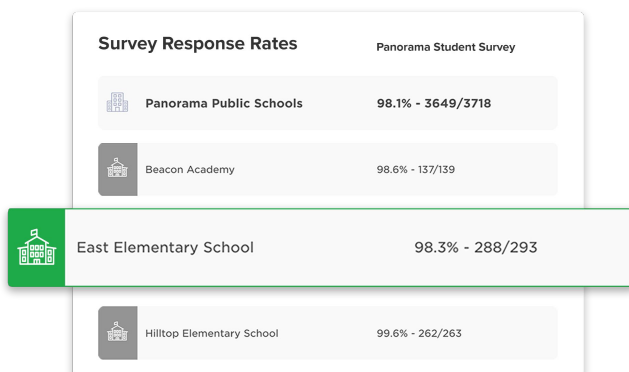 Survey Response Rates
Panorama Student Survey
Panorama Public Schools
98.1% - 3649/3718
Beacon Academy
98.6% - 137/139
East Elementary School
98.3% - 288/293
Hilltop Elementary School
99.6% - 262/263